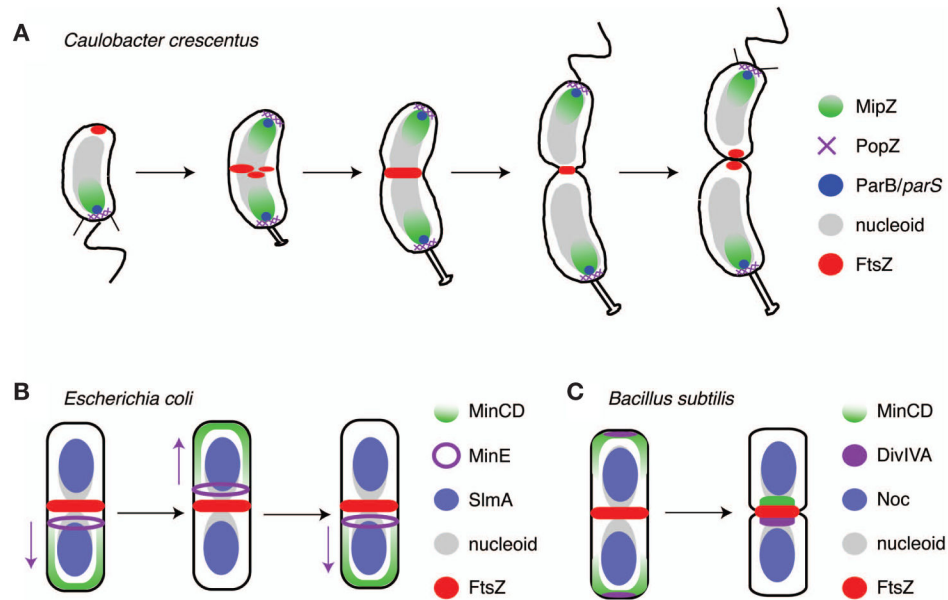 A
Caulobacter crescentus
MipZ
PopZ
ParB/parS
nucleoid
FtsZ
B
Escherichia coli
MinCD
MinE
SlmA
nucleoid
FtsZ
C
Bacillus subtilis
MinCD
DivIVA
Noc
nucleoid
FtsZ